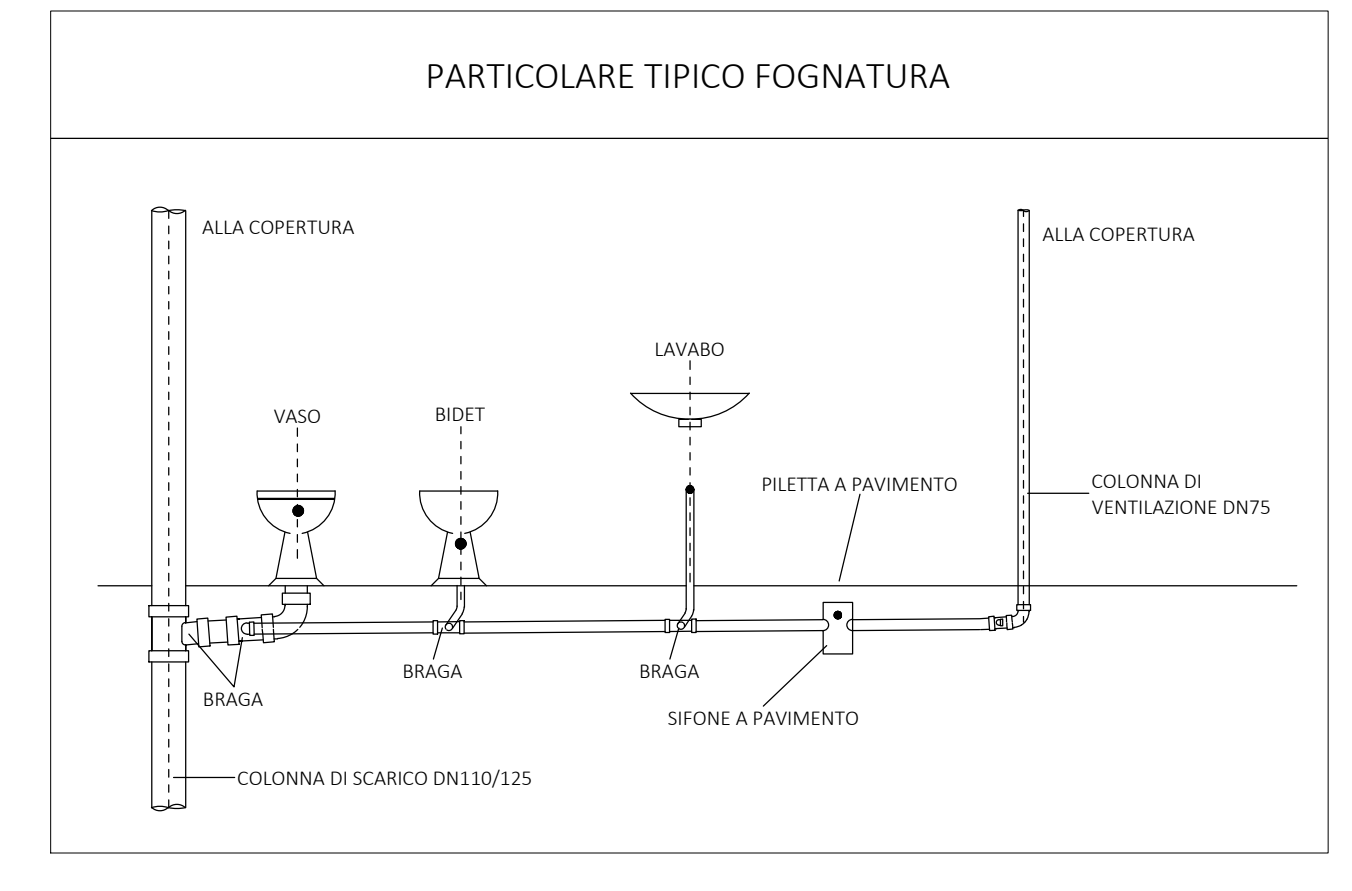 PARTICOLARE TIPICO FOGNATURA
ALLA COPERTURA
ALLA COPERTURA
LAVABO
VASO
BIDET
PILETTA A PAVIMENTO
COLONNA DI
VENTILAZIONE DN75
BRAGA
BRAGA
BRAGA
SIFONE A PAVIMENTO
COLONNA DI SCARICO DN110/125